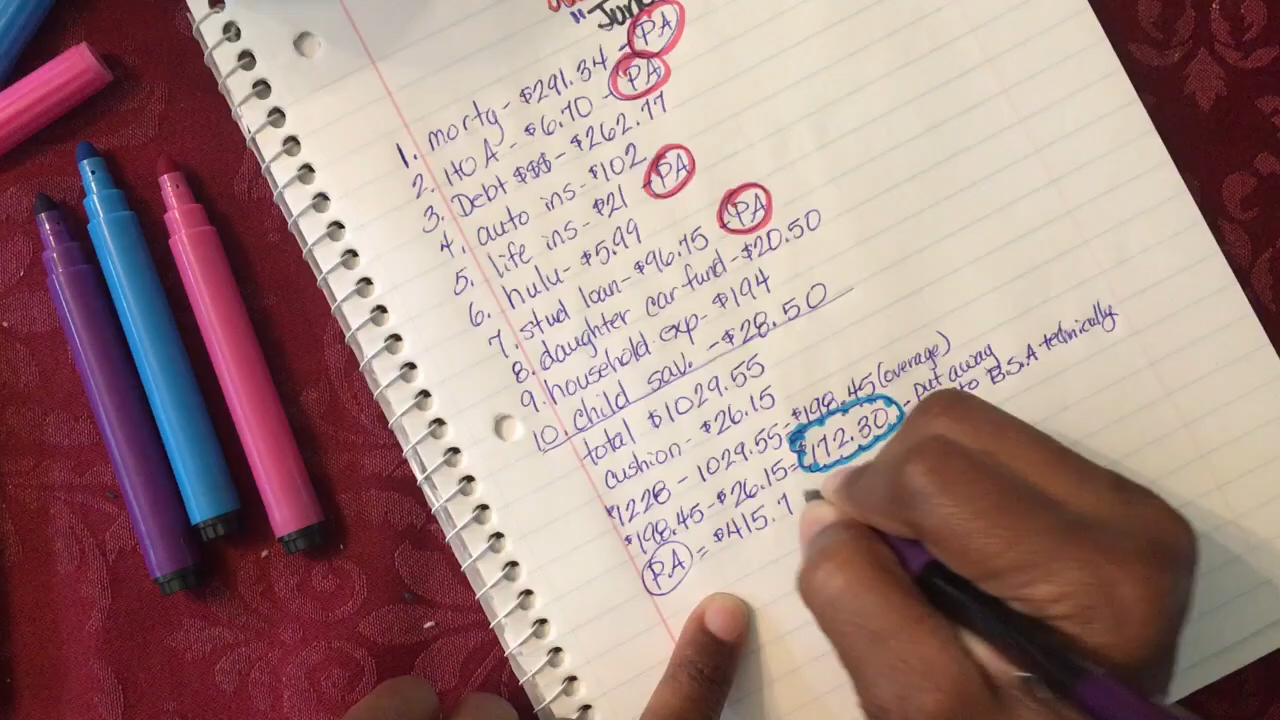 "June
1. mortg - $291.34 - PA
2. HOA - $6.70 - PA
3. Debt $$$ - $262.77
4. auto ins - $102
5. life ins - $21 - PA
6. hulu - $5.99
7. stud loan - $96.75 - PA
8. daughter car fund - $20.50
9. household exp - $194
10 child sav. - $28.50
total $1029.55
cushion - $26.15
1228 - 1029.55 - $198.45 (overage)
$198.45 - $26.15 = $172.30 - put away
to B.S.A technically
PA = $415.7